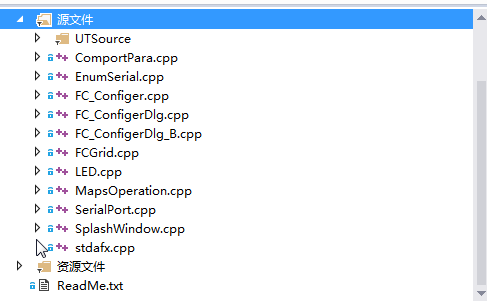 源文件
UTSource
ComportPara.cpp
EnumSerial.cpp
FC_Configer.cpp
FC_ConfigerDlg.cpp
FC_ConfigerDlg_B.cpp
FCGrid.cpp
LED.cpp
MapsOperation.cpp
SerialPort.cpp
SplashWindow.cpp
stdafx.cpp
资源文件
ReadMe.txt